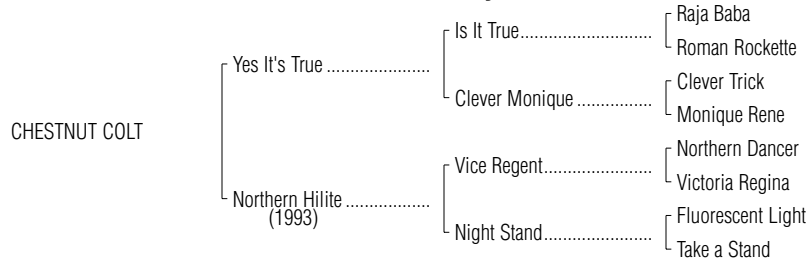 Raja Baba
Is It True..............................
Roman Rockette
Yes It's True .......................
Clever Trick
Clever Monique .................
Monique Rene
CHESTNUT COLT
Northern Dancer
Vice Regent........................
Victoria Regina
Northern Hilite ...................
(1993)
Fluorescent Light
Night Stand........................
Take a Stand